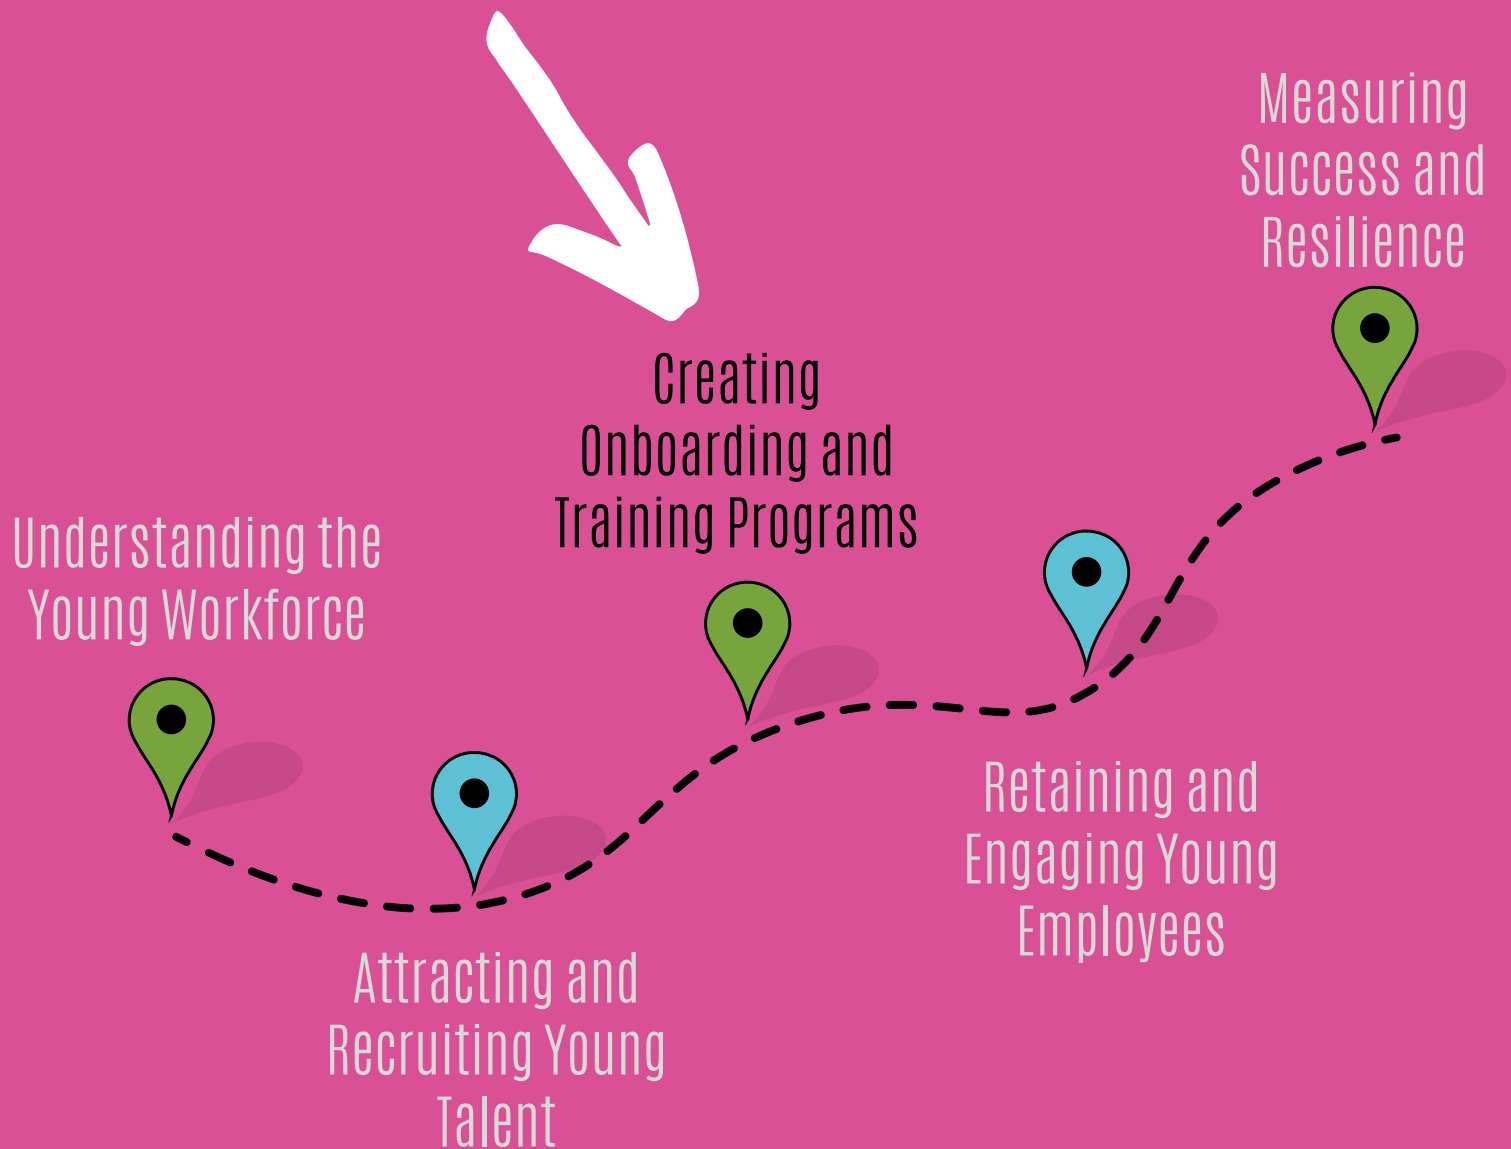 Understanding the
Young Workforce
Attracting and
Recruiting Young
Talent
Creating
Onboarding and
Training Programs
Retaining and
Engaging Young
Employees
Measuring
Success and
Resilience